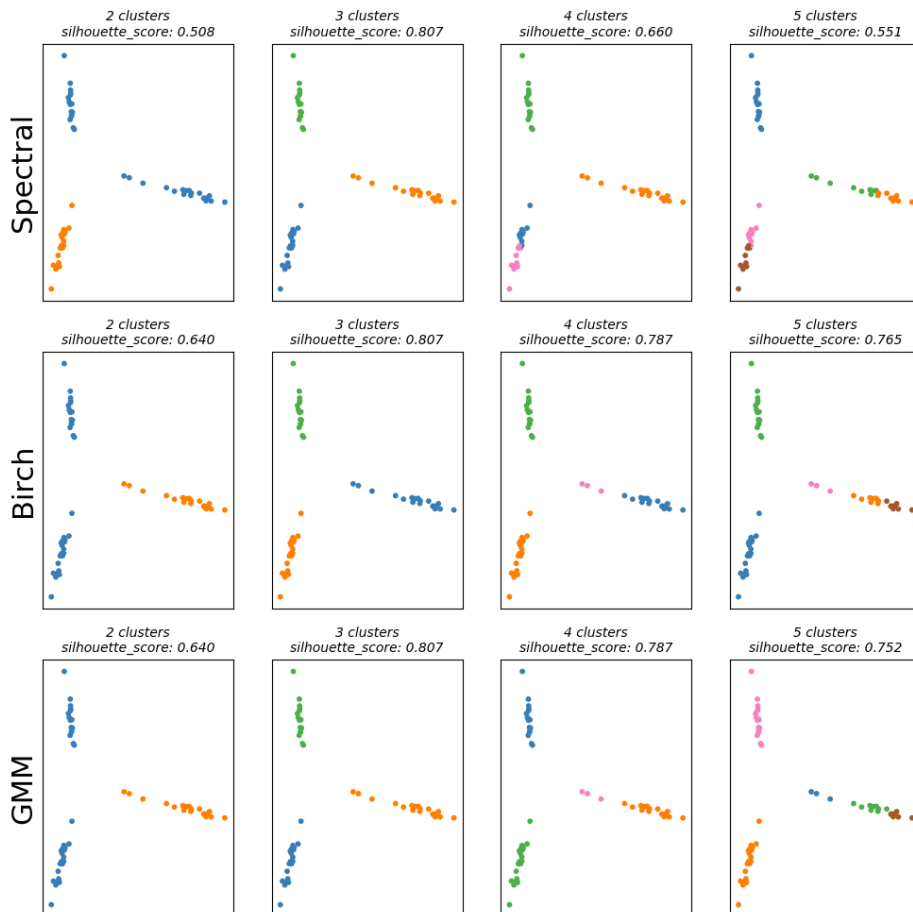 2 clusters
silhouette_score: 0.508
3 clusters
silhouette_score: 0.807
4 clusters
silhouette_score: 0.660
5 clusters
silhouette_score: 0.551
Spectral
2 clusters
silhouette_score: 0.640
3 clusters
silhouette_score: 0.807
4 clusters
silhouette_score: 0.787
5 clusters
silhouette_score: 0.765
Birch
2 clusters
silhouette_score: 0.640
3 clusters
silhouette_score: 0.807
4 clusters
silhouette_score: 0.787
5 clusters
silhouette_score: 0.752
GMM